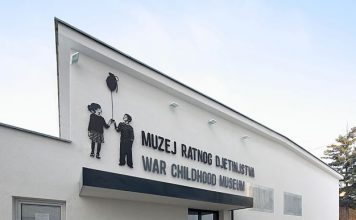 MUZEJ RATNOG DJETINJSTVA
WAR CHILDHOOD MUSEUM